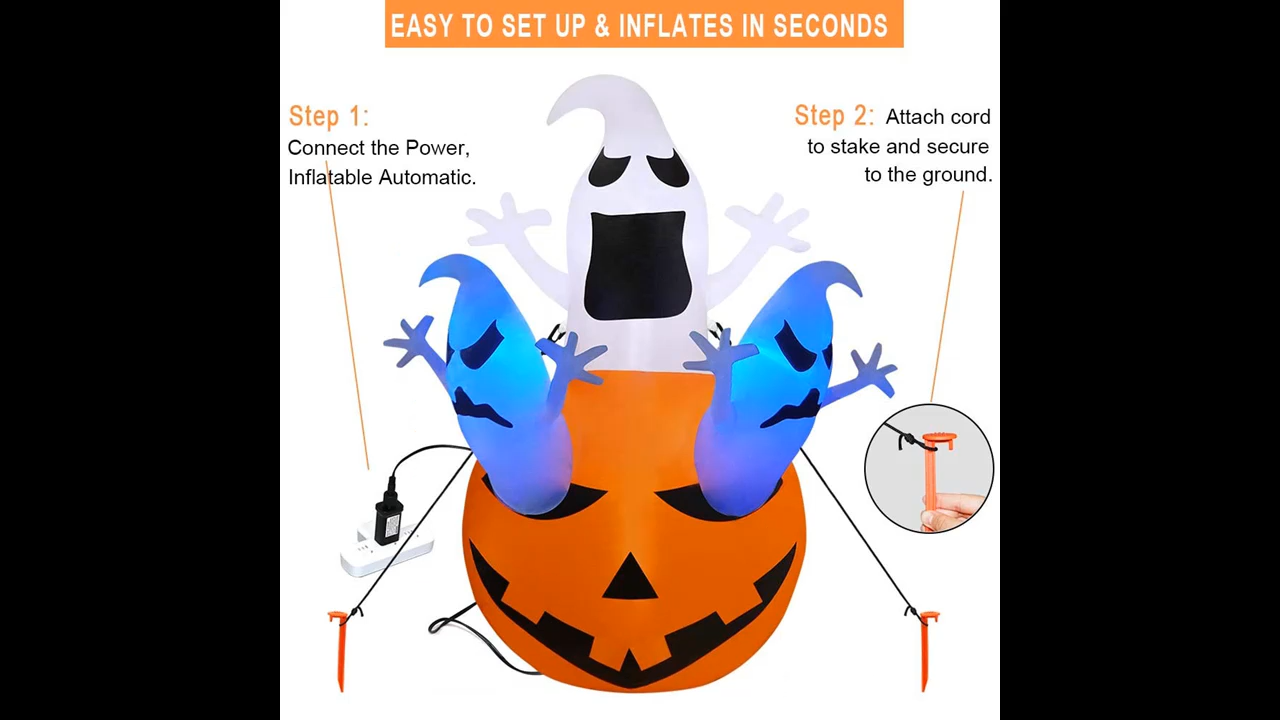 EASY TO SET UP & INFLATES IN SECONDS
Step 1:
Connect the Power,
Inflatable Automatic.
Step 2: Attach cord
to stake and secure
to the ground.